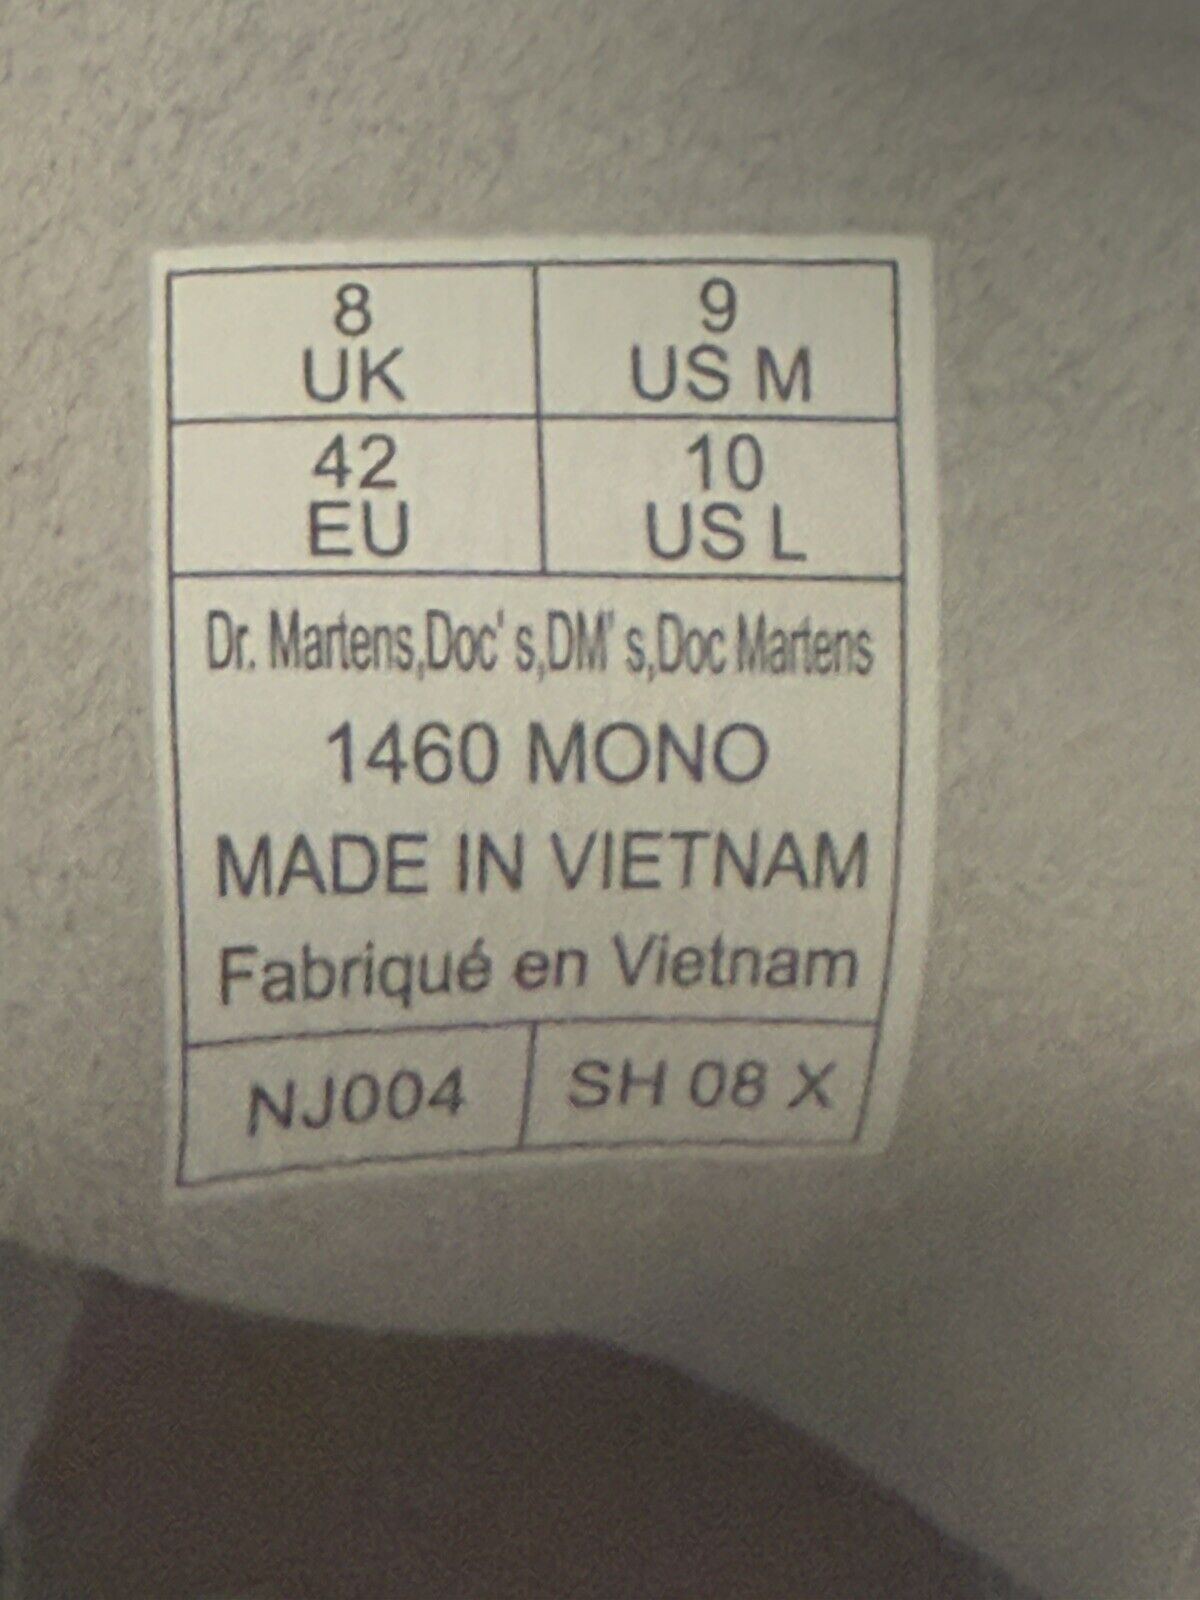 8
UK
9
US M
42
EU
10
US L
Dr. Martens,Doc's,DM's,Doc Martens
1460 MONO
MADE IN VIETNAM
Fabriqué en Vietnam
NJ004
SH 08 X